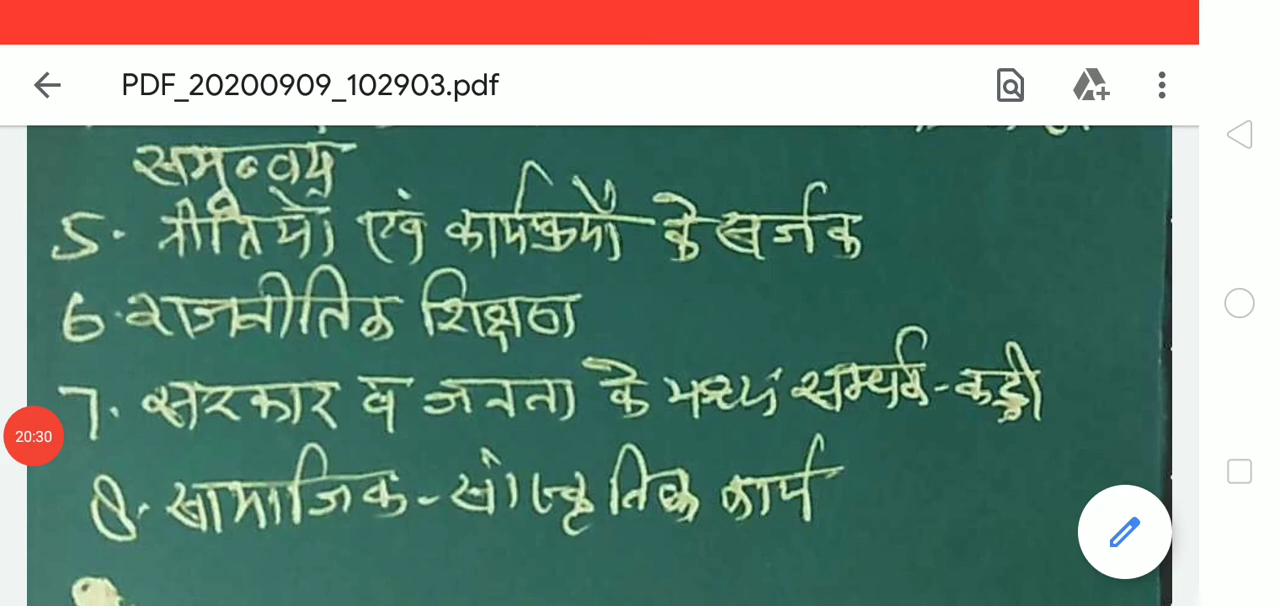 PDF_20200909_102903.pdf
समन्वय
5. नीतियों एवं कार्यक्रमों के सर्जक
6. राजनीतिक शिक्षण
7. सरकार व जनता के मध्य सम्पर्क-कड़ी
20:30
8. सामाजिक-सांस्कृतिक कार्य